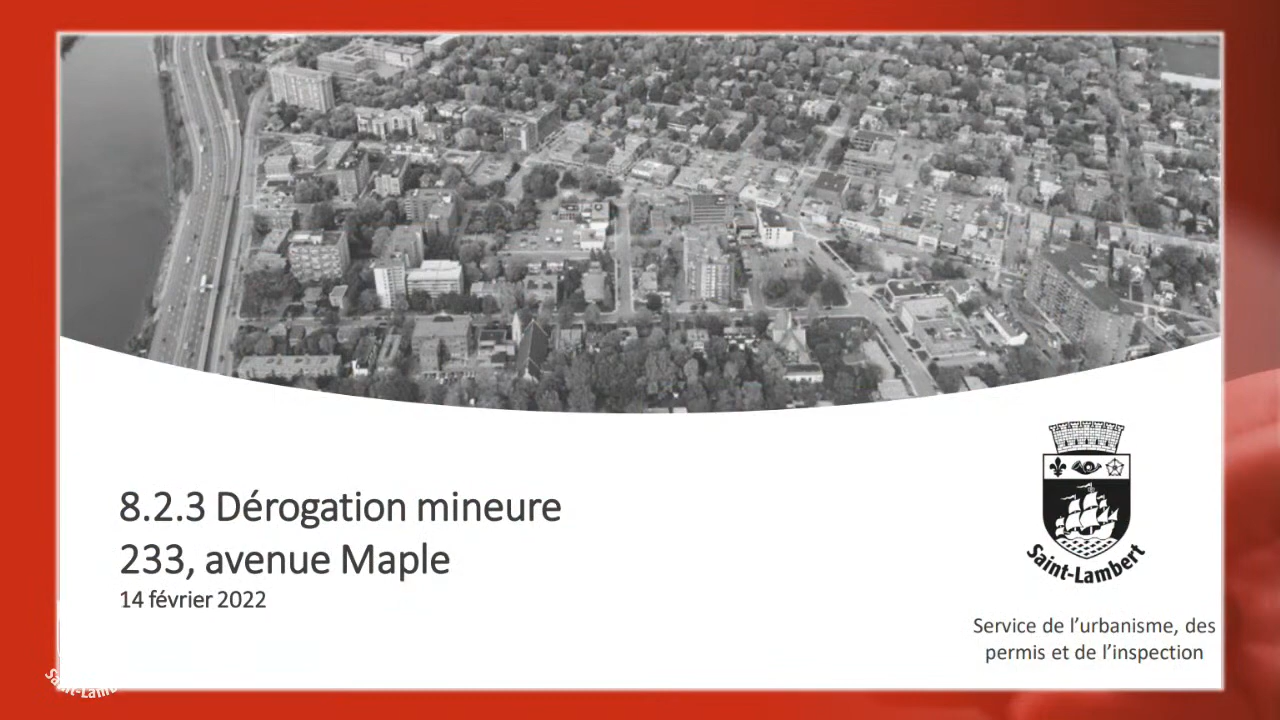 8.2.3 Dérogation mineure
233, avenue Maple
14 février 2022
Saint-Lambert
Service de l’urbanisme, des
permis et de l’inspection